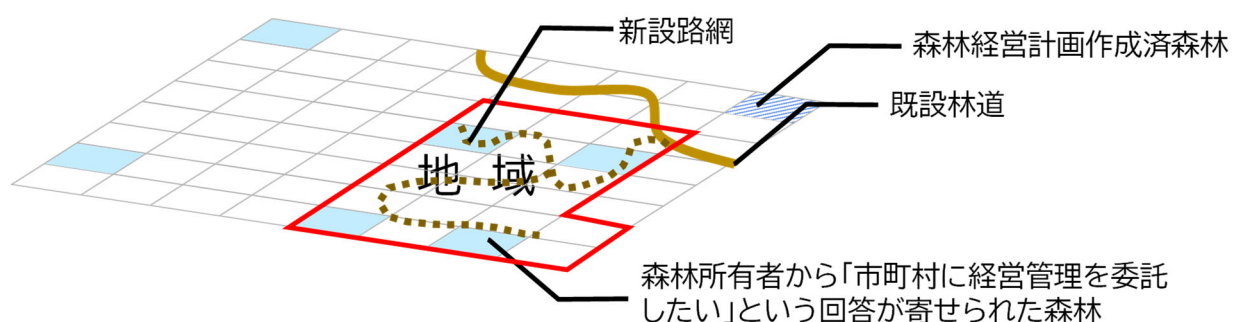 新設路網
森林経営計画作成済森林
既設林道
地域
森林所有者から「市町村に経営管理を委託
したい」という回答が寄せられた森林